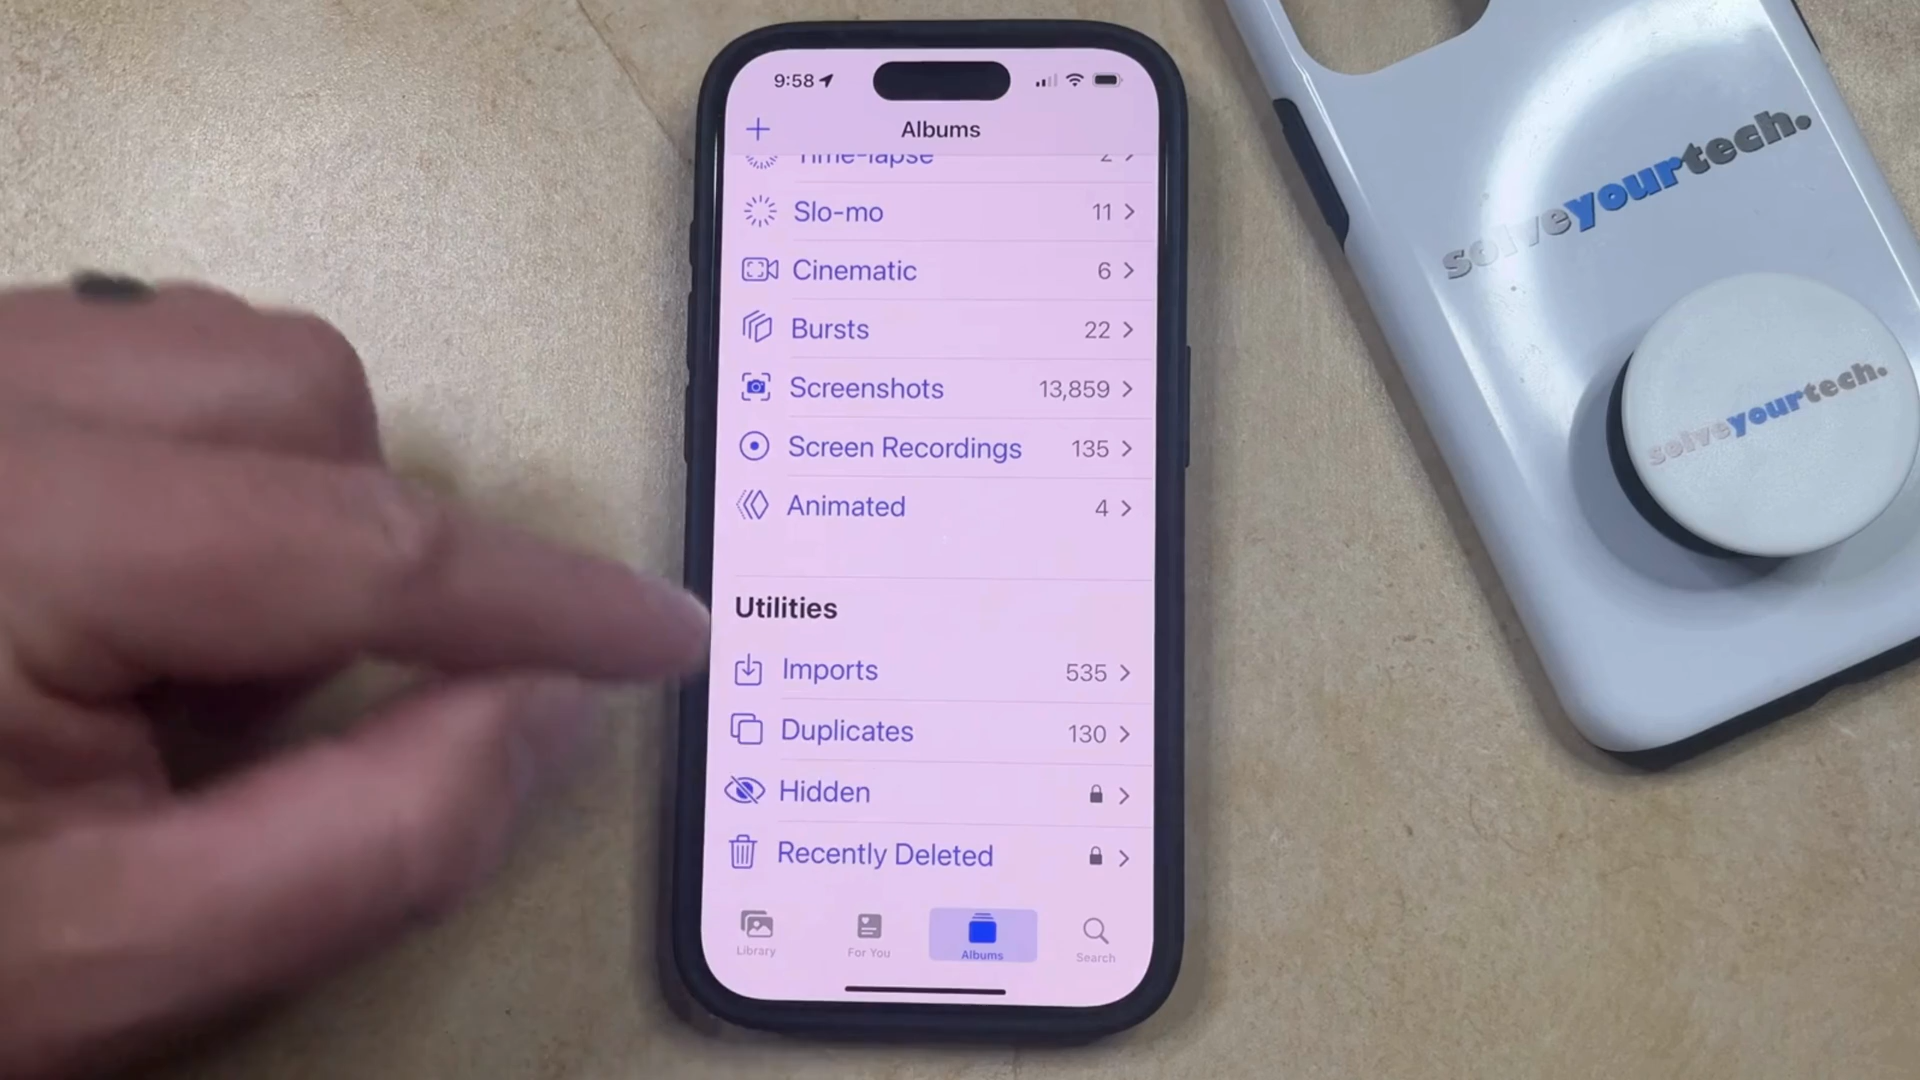 9:58
Albums
Time-lapse 2
Slo-mo 11
Cinematic 6
Bursts 22
Screenshots 13,859
Screen Recordings 135
Animated 4
Utilities
Imports 535
Duplicates 130
Hidden
Recently Deleted
Library For You Albums Search
solveyourtech.
solveyourtech.